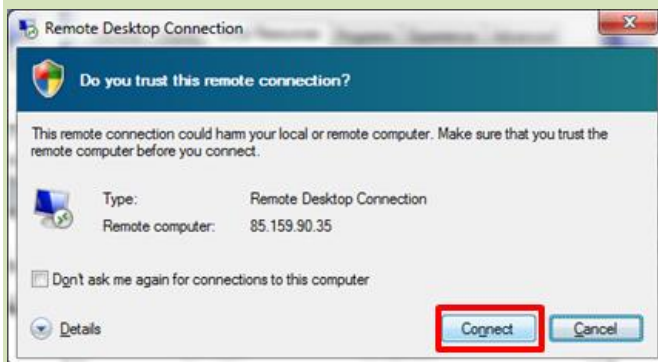 Remote Desktop Connection
Do you trust this remote connection?
This remote connection could harm your local or remote computer. Make sure that you trust the
remote computer before you connect.
Type: Remote Desktop Connection
Remote computer: 85.159.90.35
Don't ask me again for connections to this computer
Details Connect Cancel